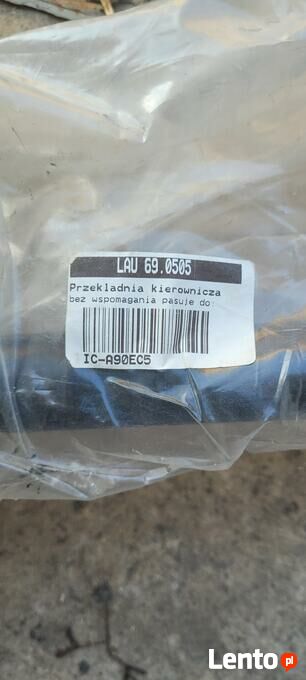 LAU 69.0505
Przekladnia kierownicza
bez wspomagania pasuje do:
IC-A90EC5
Lento.pl